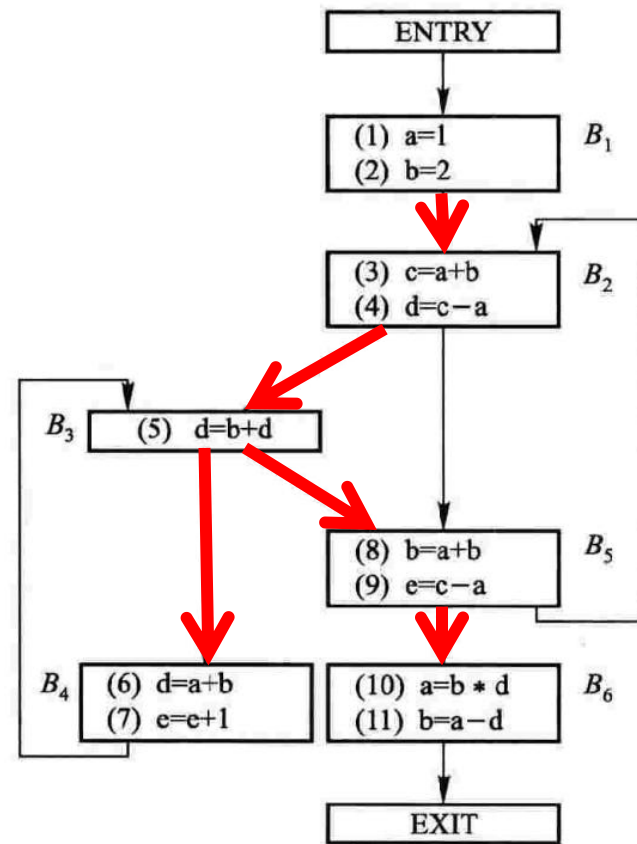 ENTRY
(1) a=1
(2) b=2
B₁
(3) c=a+b
(4) d=c−a
B₂
B₃
(5) d=b+d
(8) b=a+b
(9) e=c−a
B₅
B₄
(6) d=a+b
(7) e=e+1
(10) a=b * d
(11) b=a−d
B₆
EXIT